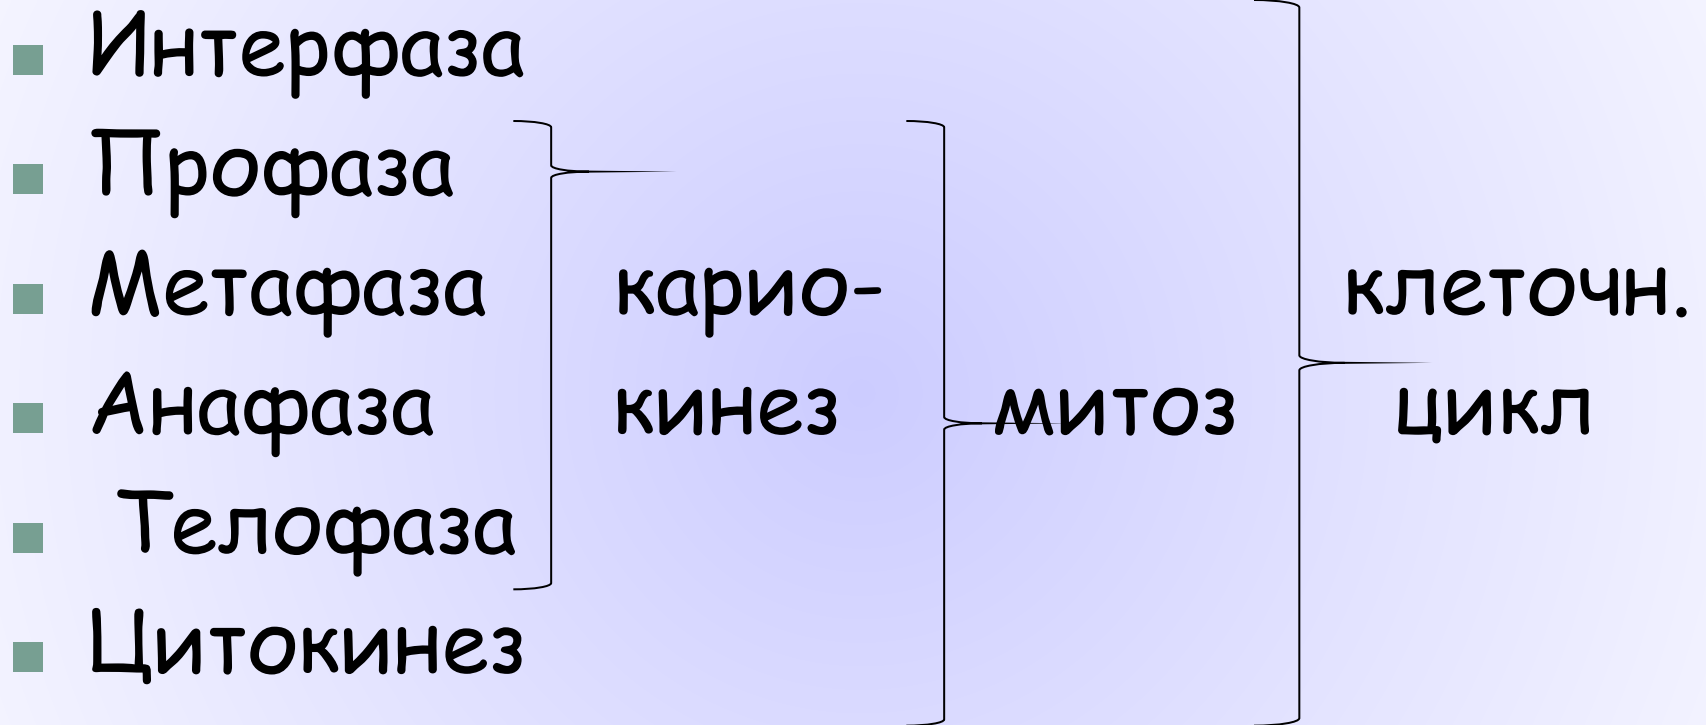 Интерфаза
Профаза
Метафаза карио- клеточн.
Анафаза кинез митоз цикл
Телофаза
Цитокинез